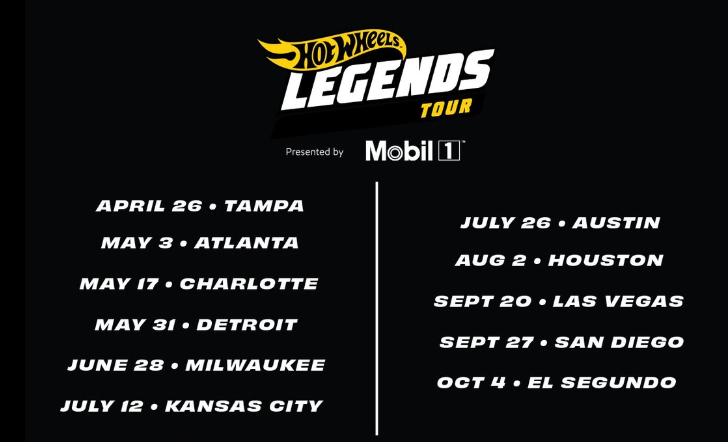 HOT WHEELS
LEGENDS
TOUR
Presented by Mobil 1™
APRIL 26 • TAMPA
MAY 3 • ATLANTA
MAY 17 • CHARLOTTE
MAY 31 • DETROIT
JUNE 28 • MILWAUKEE
JULY 12 • KANSAS CITY
JULY 26 • AUSTIN
AUG 2 • HOUSTON
SEPT 20 • LAS VEGAS
SEPT 27 • SAN DIEGO
OCT 4 • EL SEGUNDO